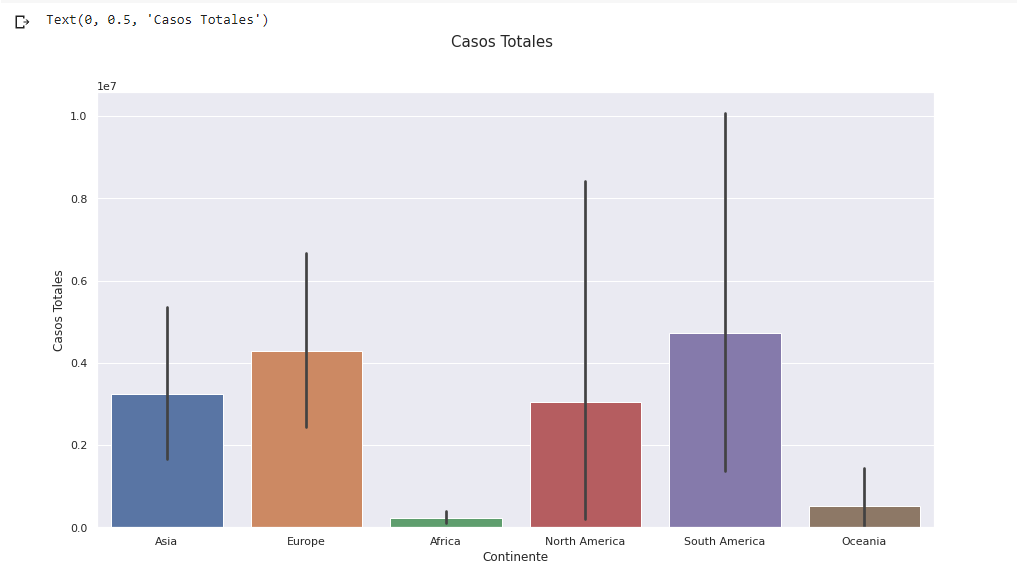 Text(0, 0.5, 'Casos Totales')
Casos Totales
1e7
1.0
0.8
0.6
0.4
0.2
0.0
Casos Totales
Asia Europe Africa North America South America Oceania
Continente